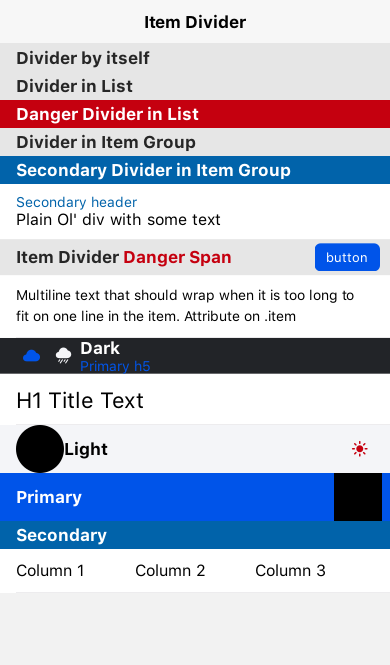 Item Divider
Divider by itself
Divider in List
Danger Divider in List
Divider in Item Group
Secondary Divider in Item Group
Secondary header
Plain Ol' div with some text
Item Divider Danger Span button
Multiline text that should wrap when it is too long to
fit on one line in the item. Attribute on .item
Dark
Primary h5
H1 Title Text
Light
Primary
Secondary
Column 1 Column 2 Column 3